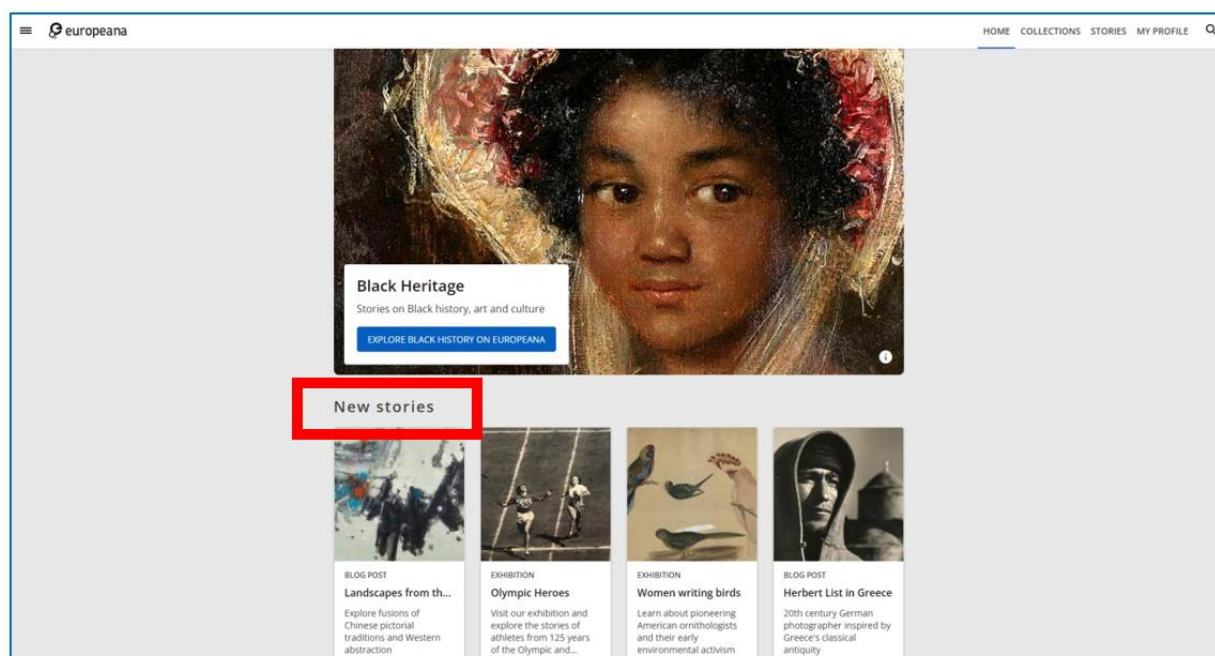 europeana
HOME COLLECTIONS STORIES MY PROFILE
Black Heritage
Stories on Black history, art and culture
EXPLORE BLACK HISTORY ON EUROPEANA
New stories
BLOG POST
Landscapes from th...
Explore fusions of
Chinese pictorial
traditions and Western
abstraction
EXHIBITION
Olympic Heroes
Visit our exhibition and
explore the stories of
athletes from 125 years
of the Olympic and...
EXHIBITION
Women writing birds
Learn about pioneering
American ornithologists
and their early
environmental activism
BLOG POST
Herbert List in Greece
20th century German
photographer inspired by
Greece's classical
antiquity